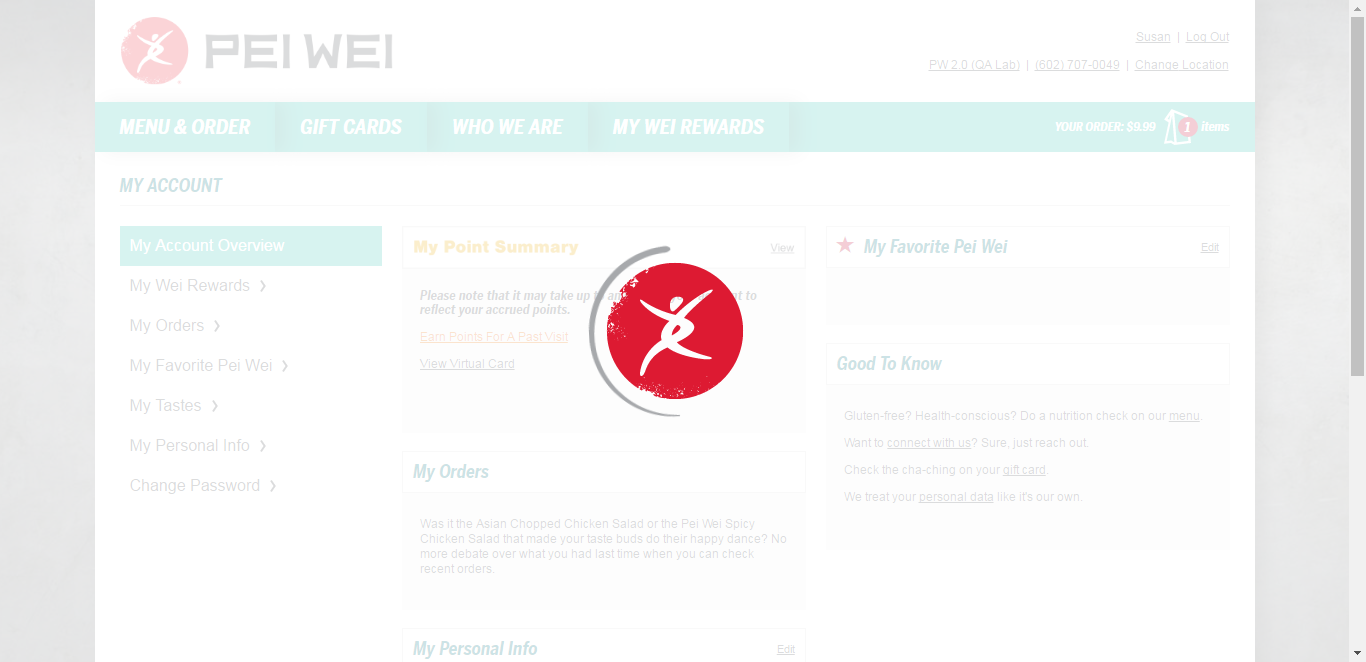 PEI WEI
Susan | Log Out
PW 2.0 (QA Lab) | (602) 707-0049 | Change Location
MENU & ORDER GIFT CARDS WHO WE ARE MY WEI REWARDS YOUR ORDER: $9.99 1 items
MY ACCOUNT
My Account Overview
My Wei Rewards
My Orders
My Favorite Pei Wei
My Tastes
My Personal Info
Change Password
My Point Summary View
Please note that it may take up to
reflect your accrued points.
Earn Points For A Past Visit
View Virtual Card
My Orders
Was it the Asian Chopped Chicken Salad or the Pei Wei Spicy
Chicken Salad that made your taste buds do their happy dance? No
more debate over what you had last time when you can check
recent orders.
My Personal Info Edit
My Favorite Pei Wei Edit
Good To Know
Gluten-free? Health-conscious? Do a nutrition check on our menu.
Want to connect with us? Sure, just reach out.
Check the cha-ching on your gift card.
We treat your personal data like it's our own.